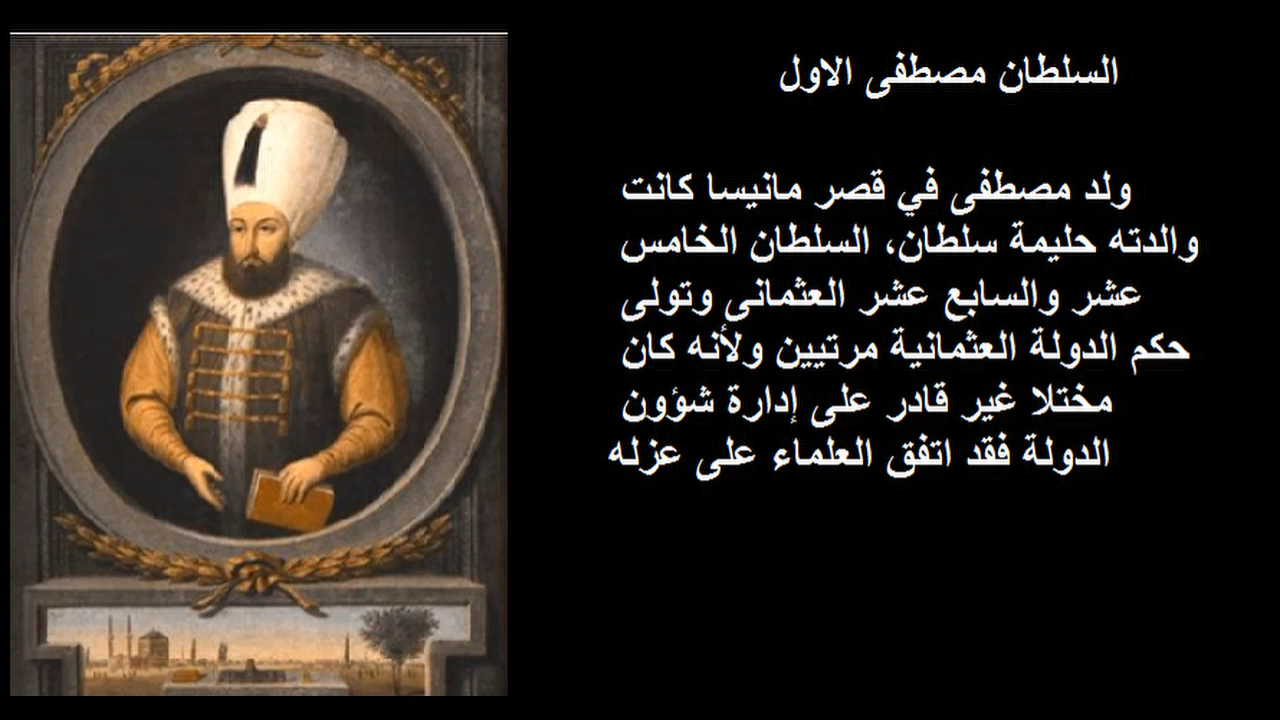 السلطان مصطفى الاول
ولد مصطفى في قصر مانيسا كانت
والدته حليمة سلطان، السلطان الخامس
عشر والسابع عشر العثمانى وتولى
حكم الدولة العثمانية مرتيين ولأنه كان
مختلا غير قادر على إدارة شؤون
الدولة فقد اتفق العلماء على عزله